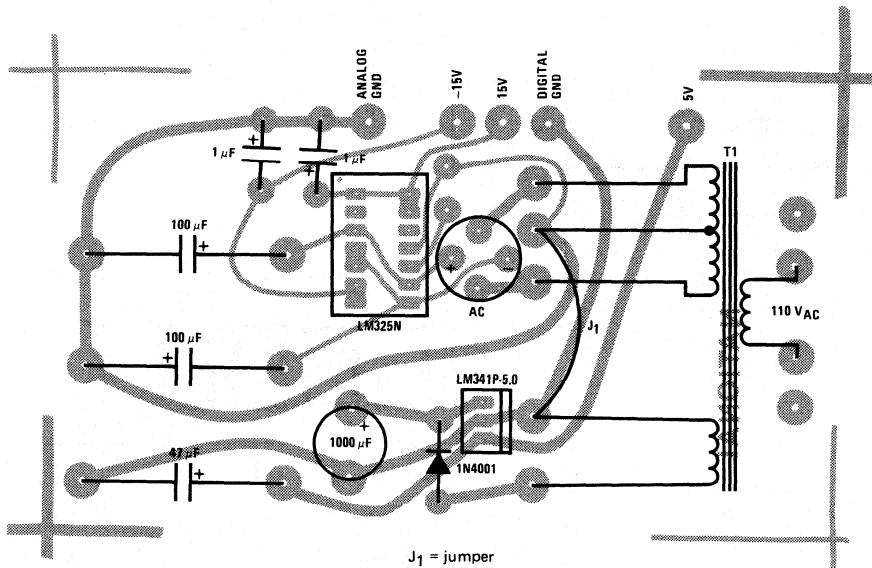 ANALOG
GND
-15V
15V
DIGITAL
GND
5V
T1
+
1 μF
1 μF
+
100 μF
+
+
-
AC
LM325N
110 VAC
J1
100 μF
+
LM341P-5.0
+
1000 μF
47 μF
+
1N4001
J1 = jumper